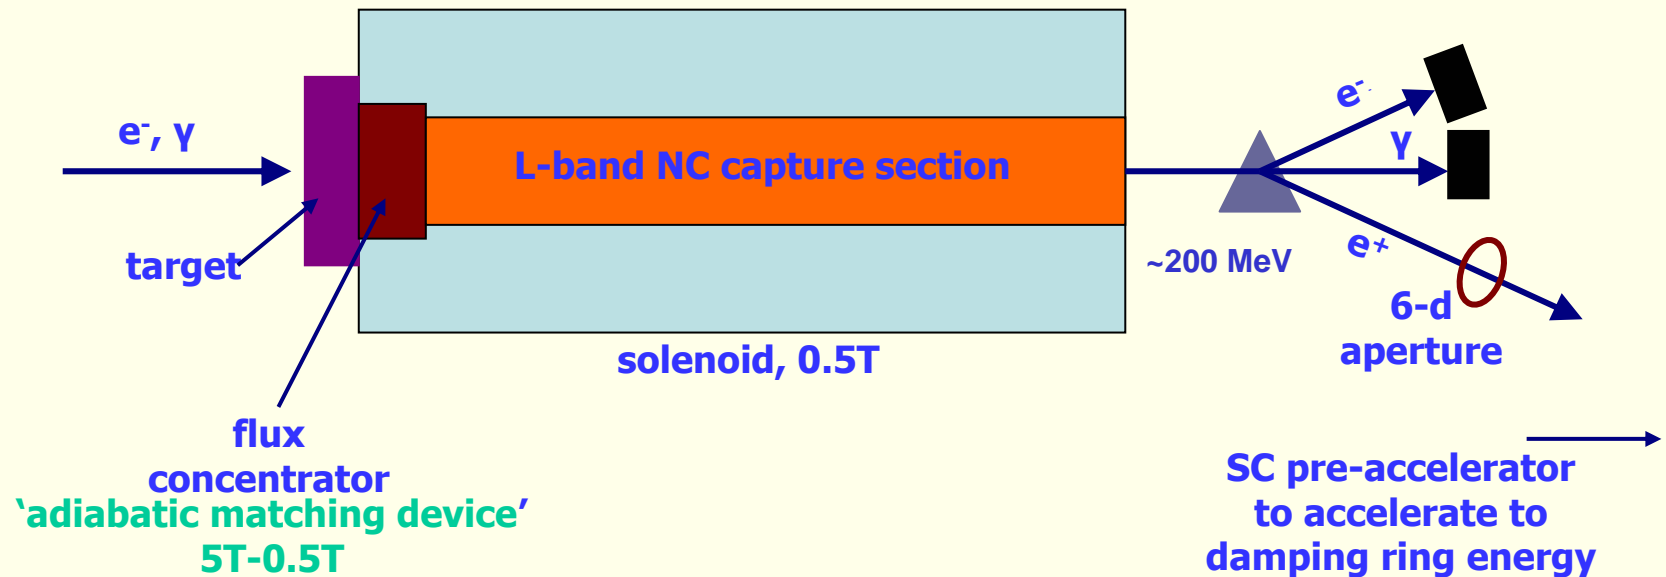 e-, γ
L-band NC capture section
e-
γ
e+
target
~200 MeV
6-d
aperture
solenoid, 0.5T
flux
concentrator
‘adiabatic matching device’
5T-0.5T
SC pre-accelerator
to accelerate to
damping ring energy